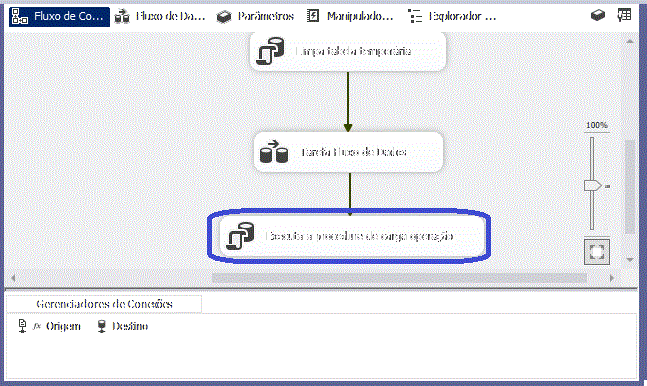 Fluxo de Co... Fluxo de Da... Parâmetros Manipulado... Explorador ...
Limpa tabela temporária
100%
Tarefa Fluxo de Dados
Executa a procedure de carga operação
Gerenciadores de Conexões
fx Origem Destino